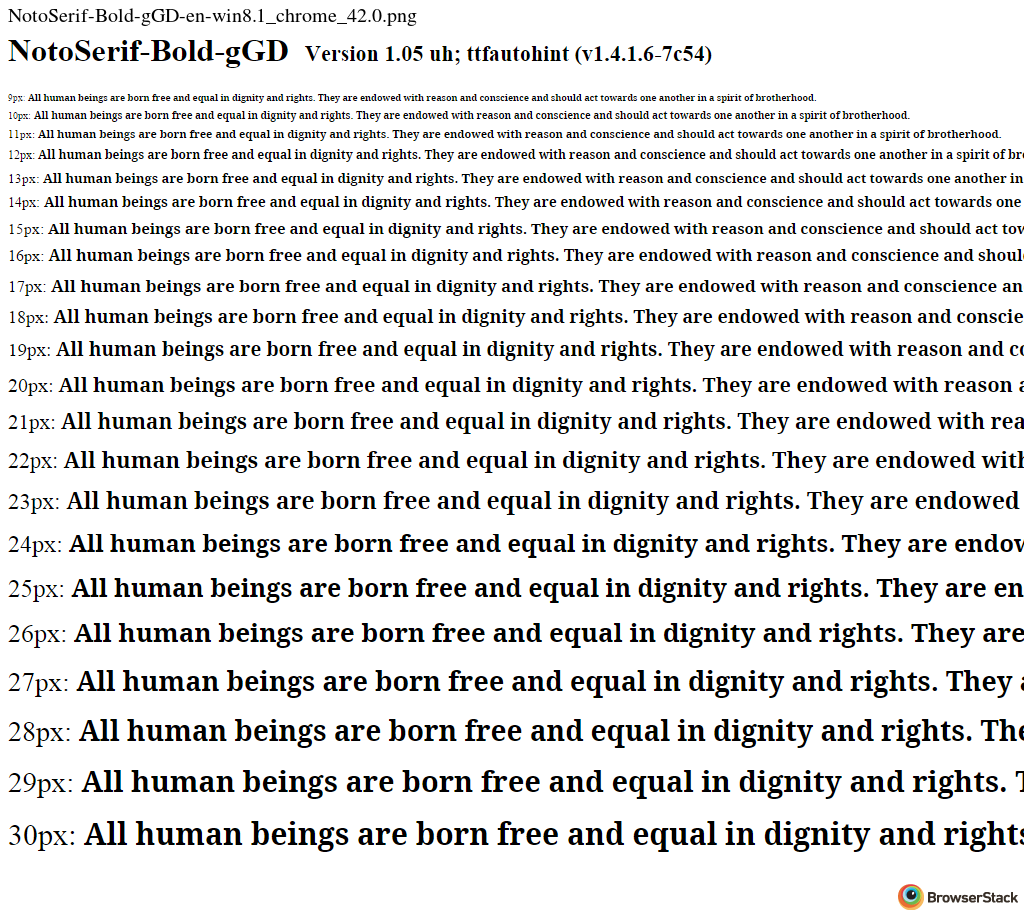 NotoSerif-Bold-gGD-en-win8.1_chrome_42.0.png
NotoSerif-Bold-gGD Version 1.05 uh; ttfautohint (v1.4.1.6-7c54)
9px: All human beings are born free and equal in dignity and rights. They are endowed with reason and conscience and should act towards one another in a spirit of brotherhood.
10px: All human beings are born free and equal in dignity and rights. They are endowed with reason and conscience and should act towards one another in a spirit of brotherhood.
11px: All human beings are born free and equal in dignity and rights. They are endowed with reason and conscience and should act towards one another in a spirit of brotherhood.
12px: All human beings are born free and equal in dignity and rights. They are endowed with reason and conscience and should act towards one another in a spirit of bro
13px: All human beings are born free and equal in dignity and rights. They are endowed with reason and conscience and should act towards one another in
14px: All human beings are born free and equal in dignity and rights. They are endowed with reason and conscience and should act towards one
15px: All human beings are born free and equal in dignity and rights. They are endowed with reason and conscience and should act tow
16px: All human beings are born free and equal in dignity and rights. They are endowed with reason and conscience and shoul
17px: All human beings are born free and equal in dignity and rights. They are endowed with reason and conscience an
18px: All human beings are born free and equal in dignity and rights. They are endowed with reason and conscie
19px: All human beings are born free and equal in dignity and rights. They are endowed with reason and co
20px: All human beings are born free and equal in dignity and rights. They are endowed with reason a
21px: All human beings are born free and equal in dignity and rights. They are endowed with rea
22px: All human beings are born free and equal in dignity and rights. They are endowed with
23px: All human beings are born free and equal in dignity and rights. They are endowed
24px: All human beings are born free and equal in dignity and rights. They are endow
25px: All human beings are born free and equal in dignity and rights. They are en
26px: All human beings are born free and equal in dignity and rights. They are
27px: All human beings are born free and equal in dignity and rights. They a
28px: All human beings are born free and equal in dignity and rights. The
29px: All human beings are born free and equal in dignity and rights. T
30px: All human beings are born free and equal in dignity and rights
BrowserStack